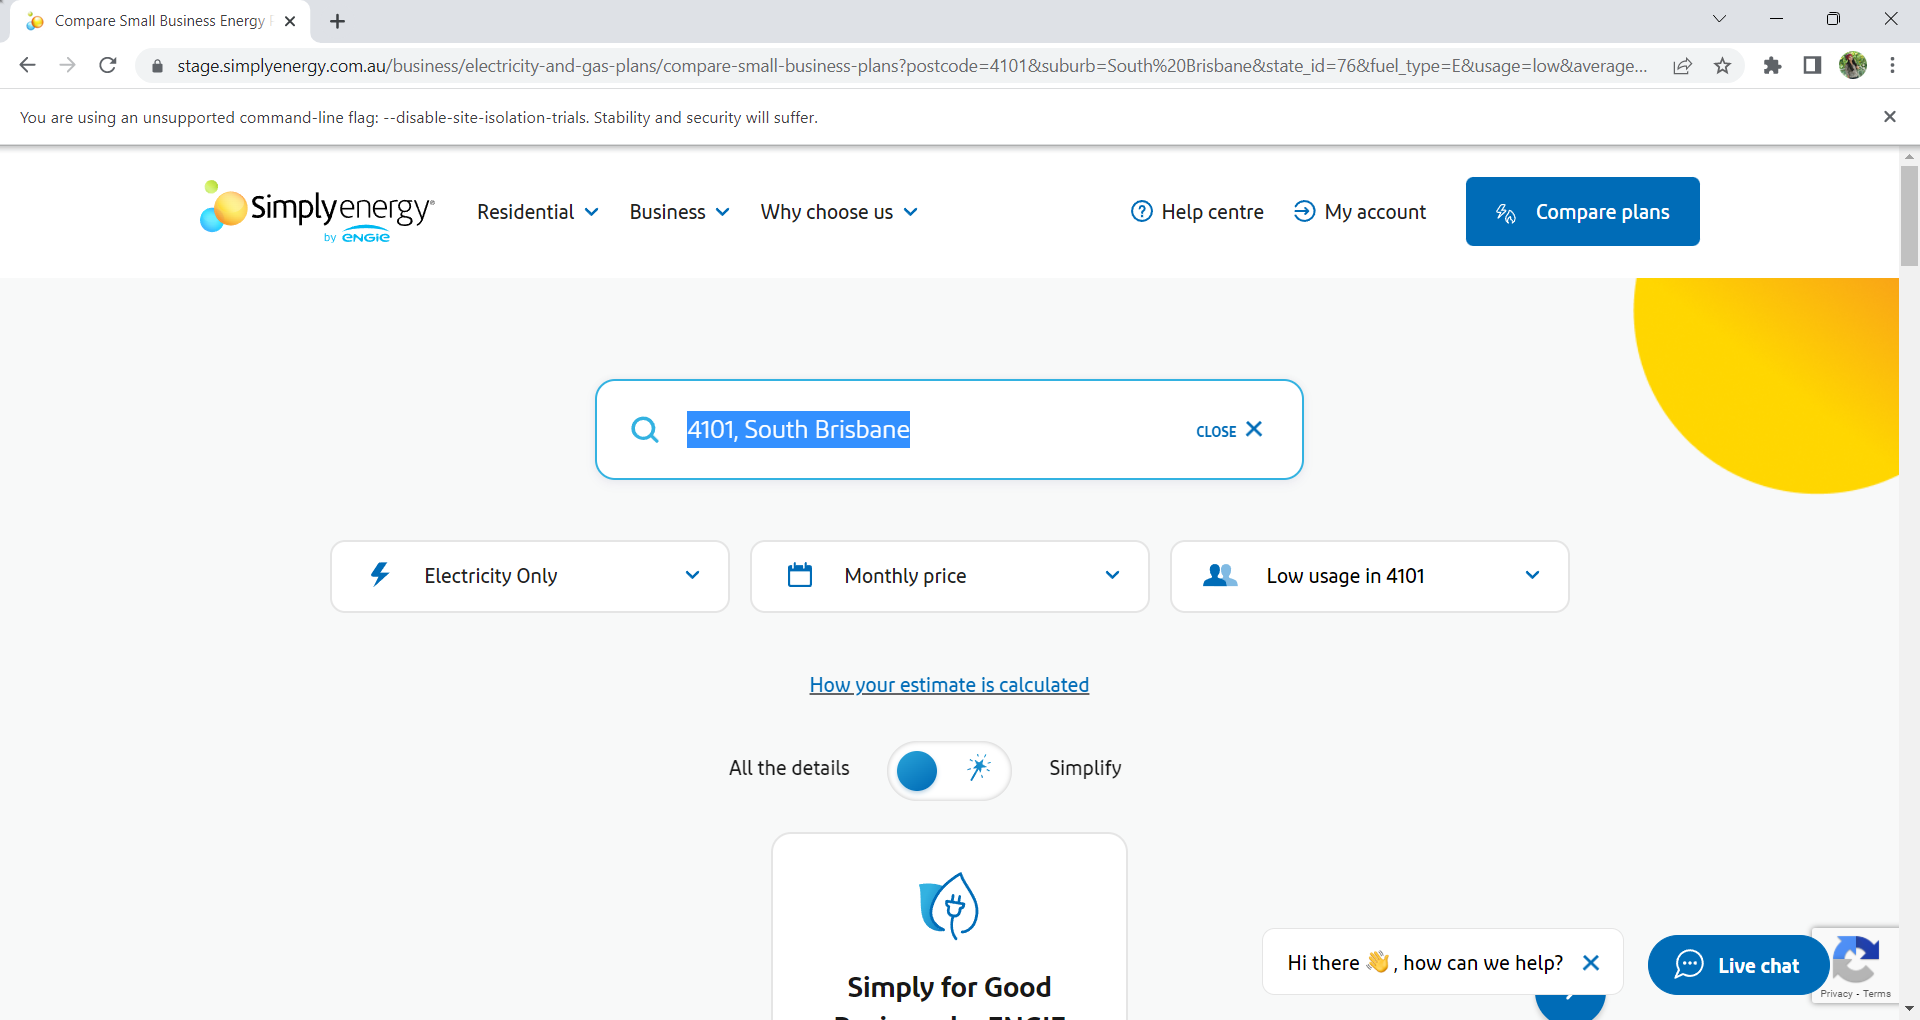 Compare Small Business Energy
stage.simplyenergy.com.au/business/electricity-and-gas-plans/compare-small-business-plans?postcode=4101&suburb=South%20Brisbane&state_id=76&fuel_type=E&usage=low&average...
You are using an unsupported command-line flag: --disable-site-isolation-trials. Stability and security will suffer.
Simplyenergy®
by ENGIE
Residential
Business
Why choose us
Help centre
My account
Compare plans
4101, South Brisbane
CLOSE
Electricity Only
Monthly price
Low usage in 4101
How your estimate is calculated
All the details
Simplify
Simply for Good
ENGIE
Hi there 👋, how can we help?
Live chat
Privacy - Terms